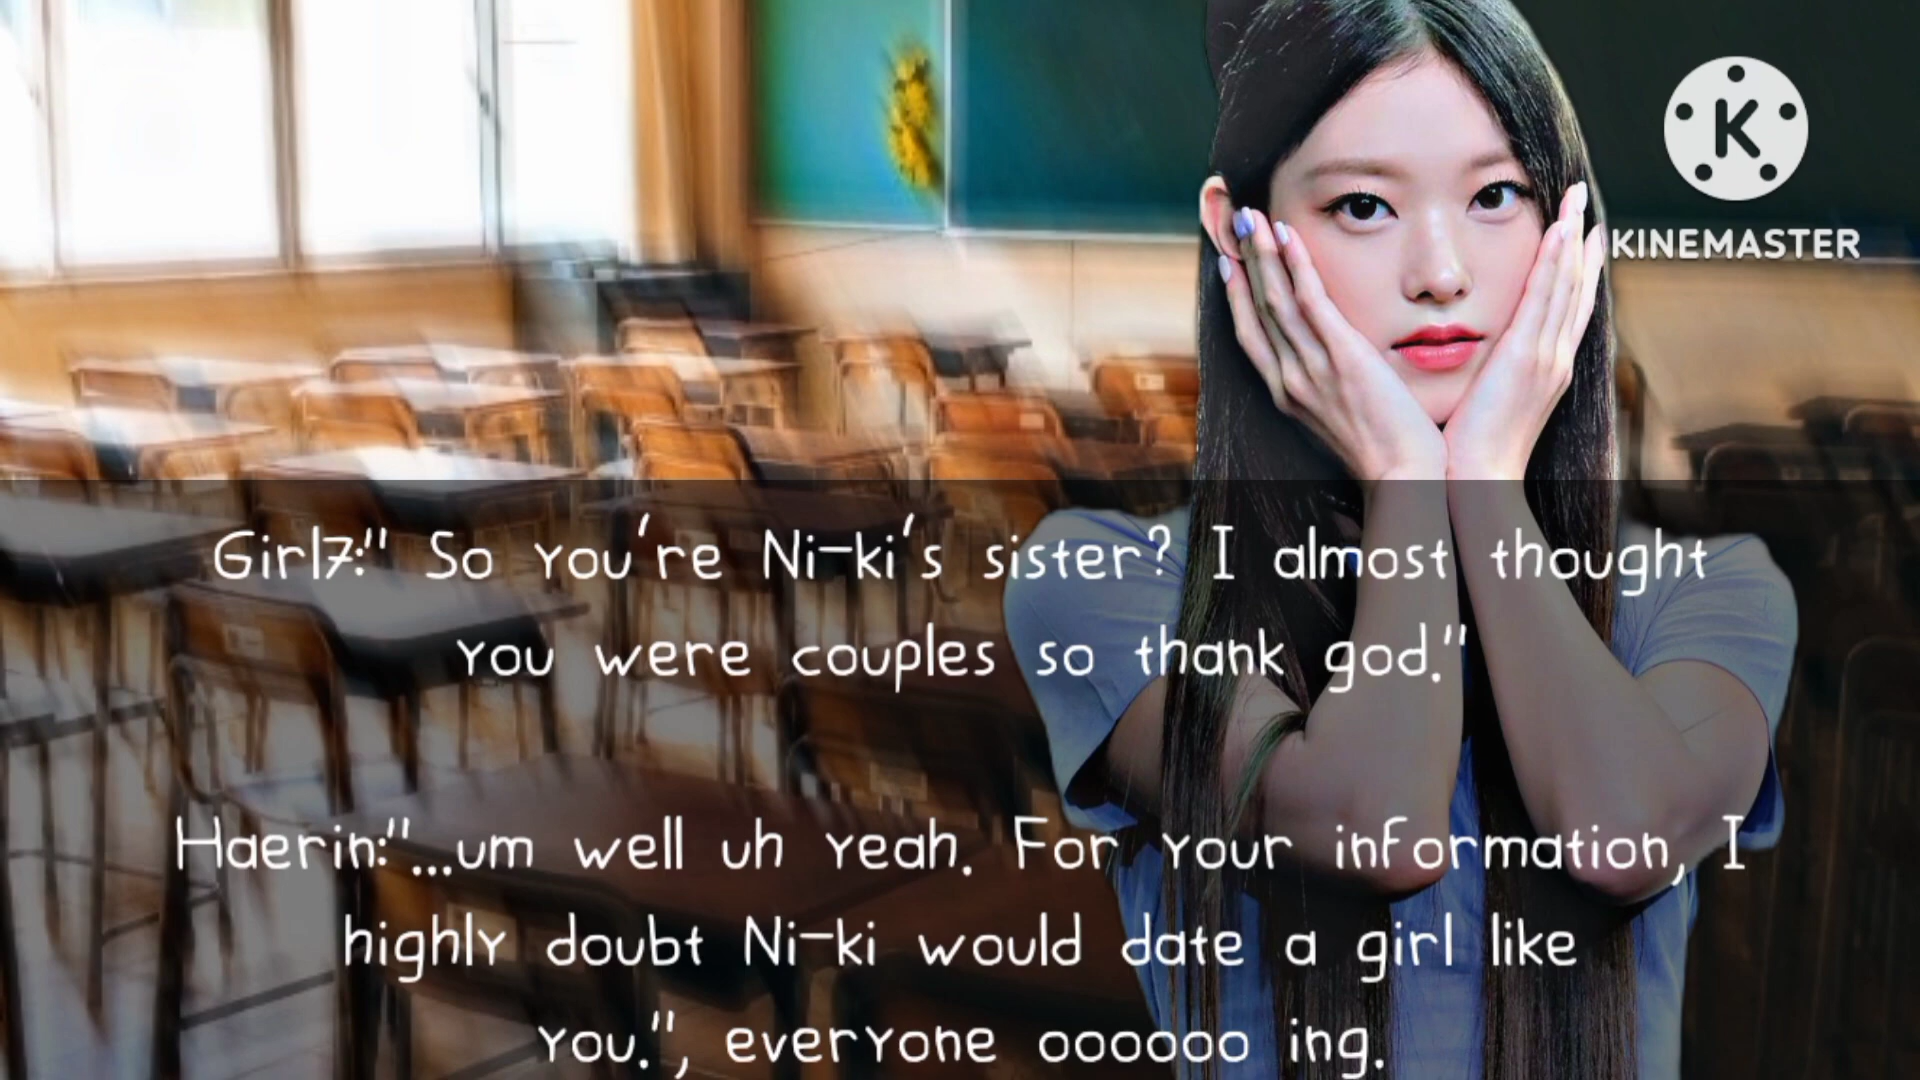 KINEMASTER
Girl7:" So you're Ni-ki's sister? I almost thought
you were couples so thank god."
Haerin:"...um well uh yeah. For your information, I
highly doubt Ni-ki would date a girl like
you.", everyone oooooo ing.